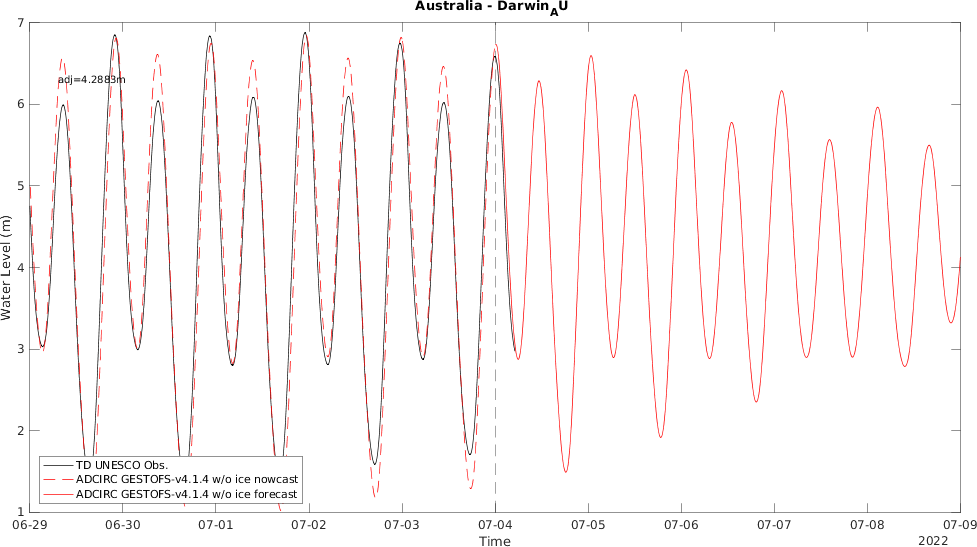 Australia - Darwin_AU
7
adj=4.2883m
6
5
4
3
2
1
Water Level (m)
TD UNESCO Obs.
ADCIRC GESTOFS-v4.1.4 w/o ice nowcast
ADCIRC GESTOFS-v4.1.4 w/o ice forecast
06-29 06-30 07-01 07-02 07-03 07-04 07-05 07-06 07-07 07-08 07-09
Time
2022